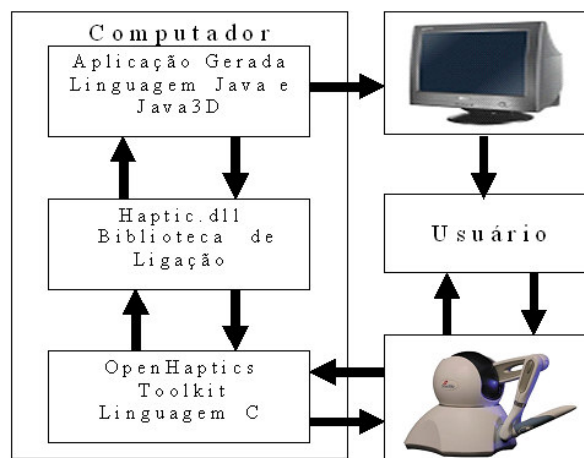 Computador
Aplicação Gerada
Linguagem Java e
Java3D
Haptic.dll
Biblioteca de
Ligação
Usuário
OpenHaptics
Toolkit
Linguagem C